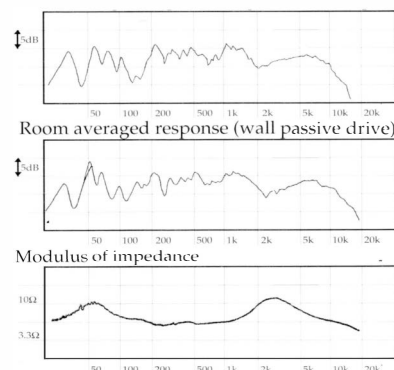 5dB
50 100 200 500 1k 2k 5k 10k 20k
Room averaged response (wall passive drive)
5dB
50 100 200 500 1k 2k 5k 10k 20k
Modulus of impedance
10Ω
3.3Ω
50 100 200 500 1k 2k 5k 10k 20k